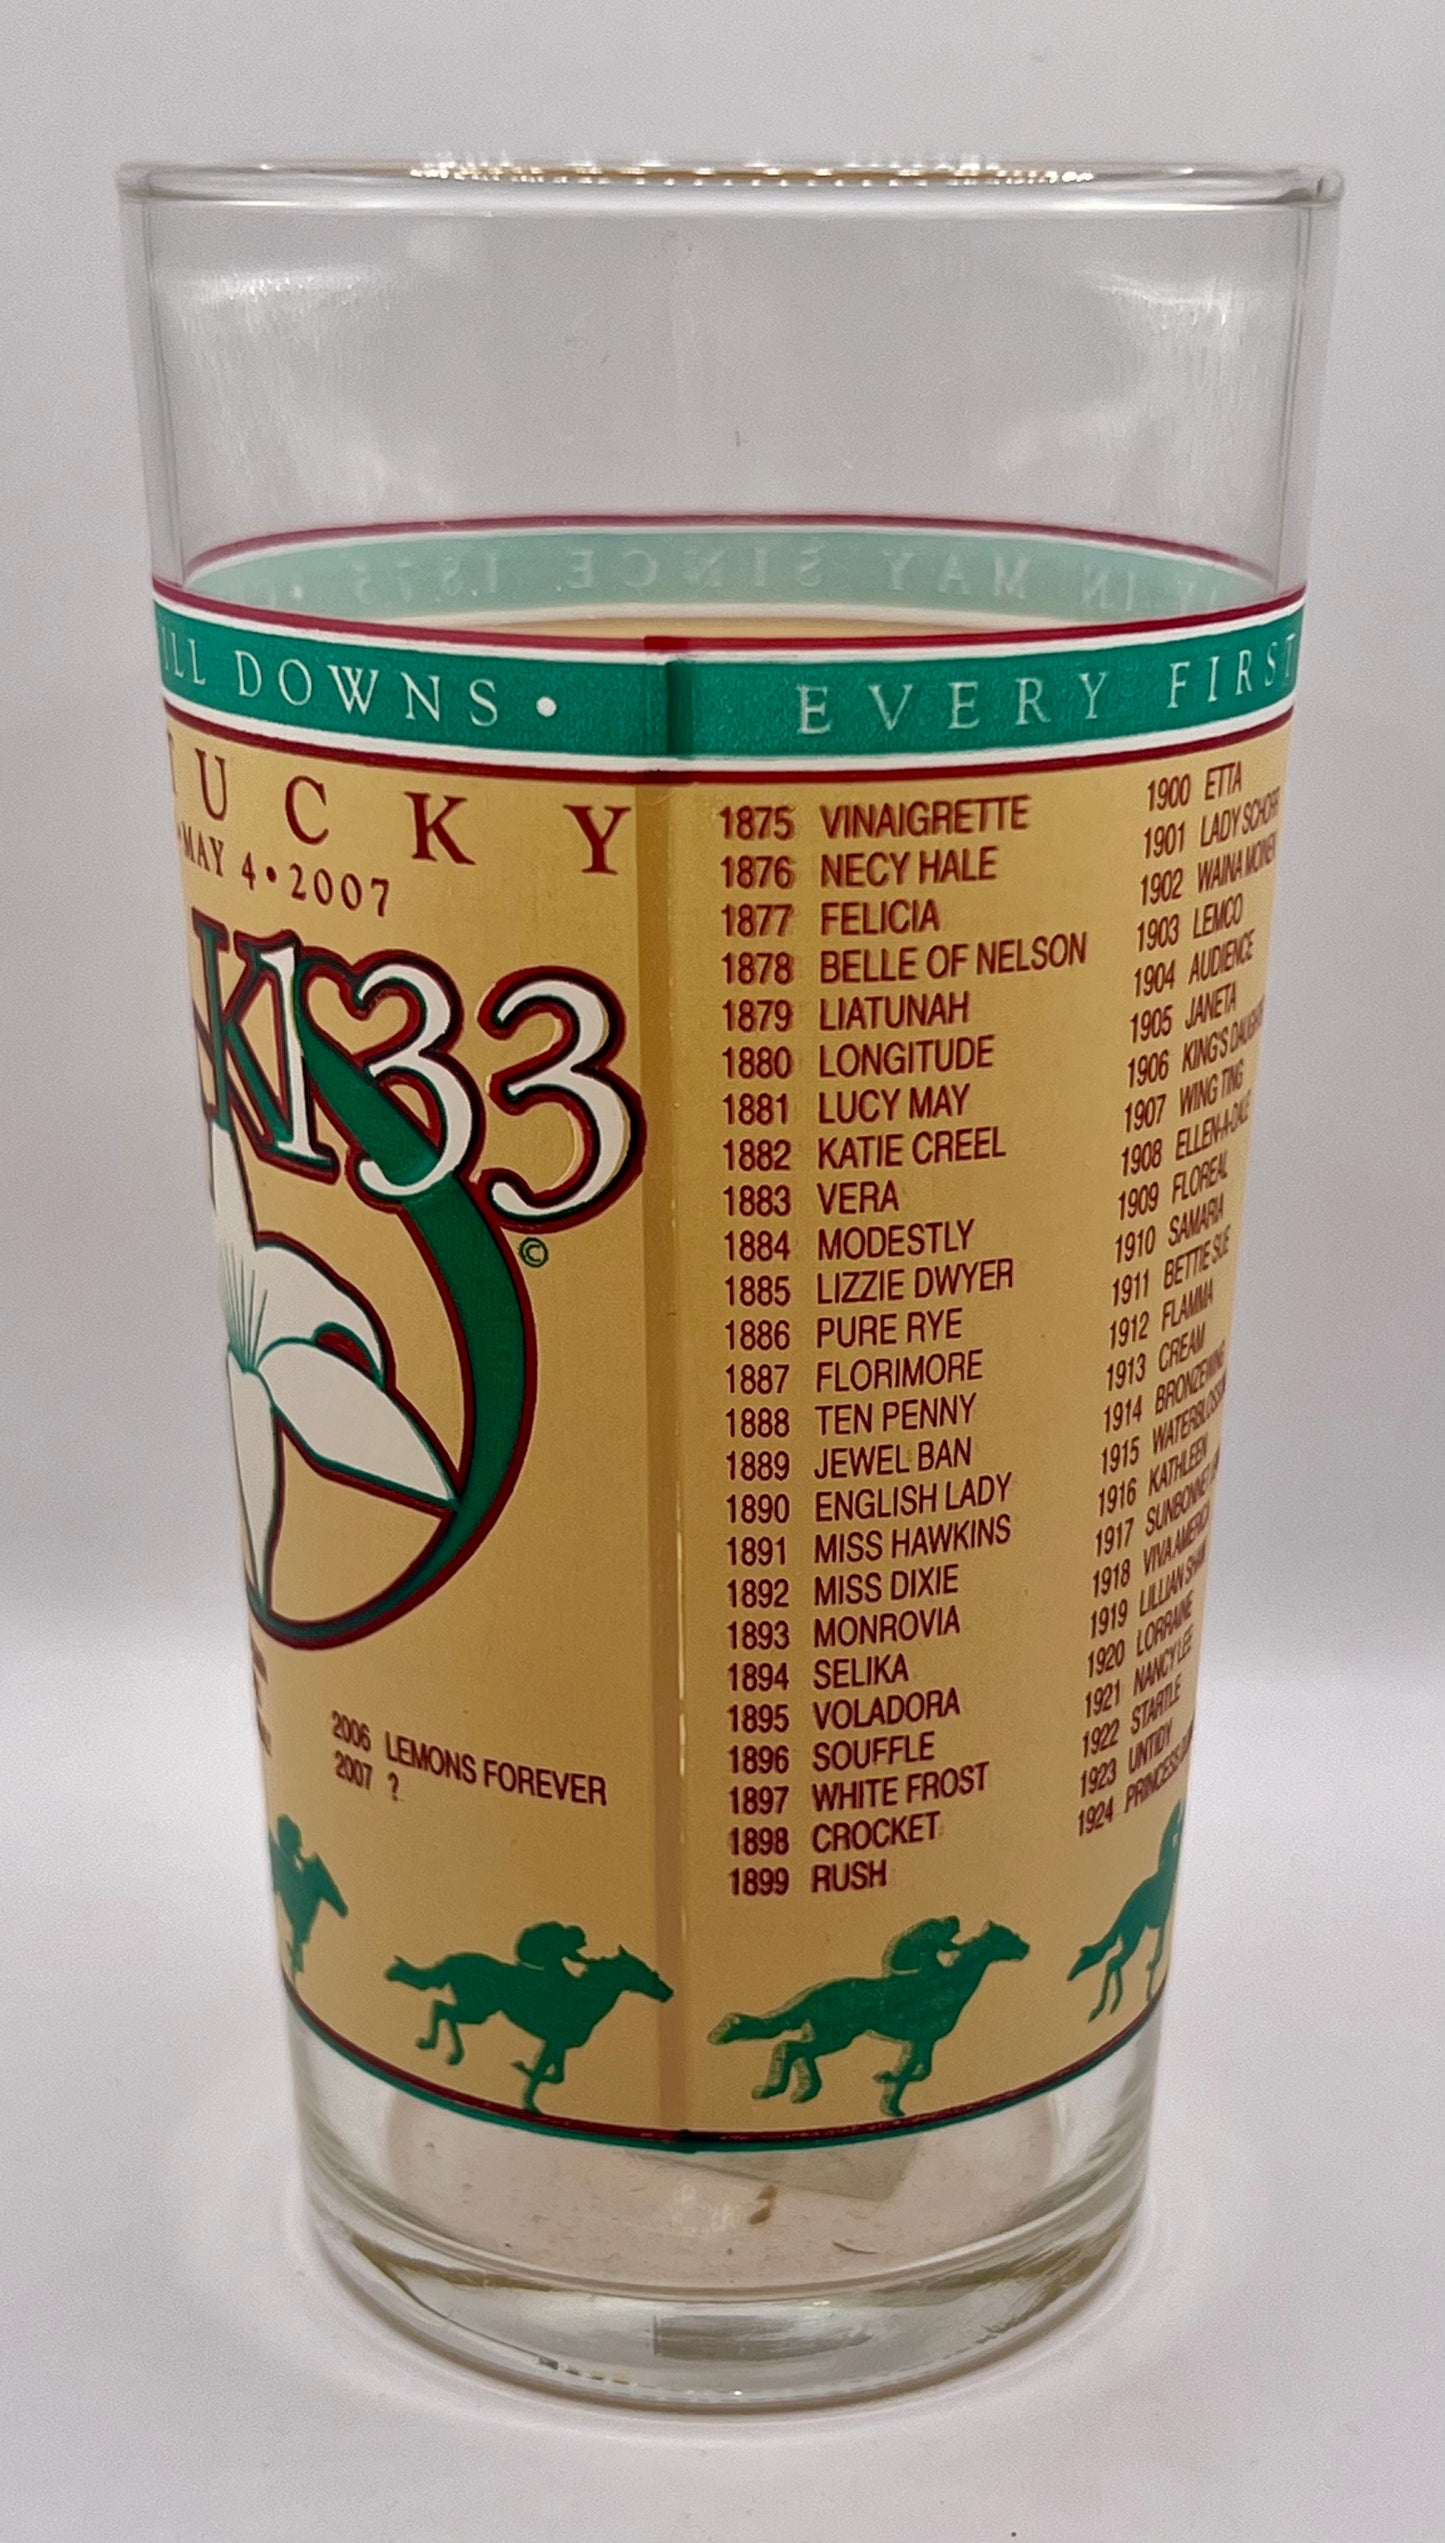 DOWNS • EVERY FIRST
MAY IN MAY SINCE 1875
MAY 4 • 2007
133
©
2006 LEMONS FOREVER
2007 ?
1875 VINAIGRETTE
1876 NECY HALE
1877 FELICIA
1878 BELLE OF NELSON
1879 LIATUNAH
1880 LONGITUDE
1881 LUCY MAY
1882 KATIE CREEL
1883 VERA
1884 MODESTLY
1885 LIZZIE DWYER
1886 PURE RYE
1887 FLORIMORE
1888 TEN PENNY
1889 JEWEL BAN
1890 ENGLISH LADY
1891 MISS HAWKINS
1892 MISS DIXIE
1893 MONROVIA
1894 SELIKA
1895 VOLADORA
1896 SOUFFLE
1897 WHITE FROST
1898 CROCKET
1899 RUSH
1900 ETTA
1901 LADY
1902 WAINAMOINEN
1903 LEMCO
1904 AUDIENCE
1905 JANETA
1906 KING'S
1907 WING TING
1908 ELLEN-A-DALE
1909 FLOREAL
1910 SAMARIA
1911 BETTIE SUE
1912 FLAMMA
1913 CREAM
1914 BRONZEWING
1915 WATERBLOSSOM
1916 KATHLEEN
1917 SUNBONNET
1918 VIVA AMERICA
1919 LILLIAN SHAW
1920 LORRAINE
1921 NANCY LEE
1922 STARTLE
1923 UNTIDY
1924 PRINCESS